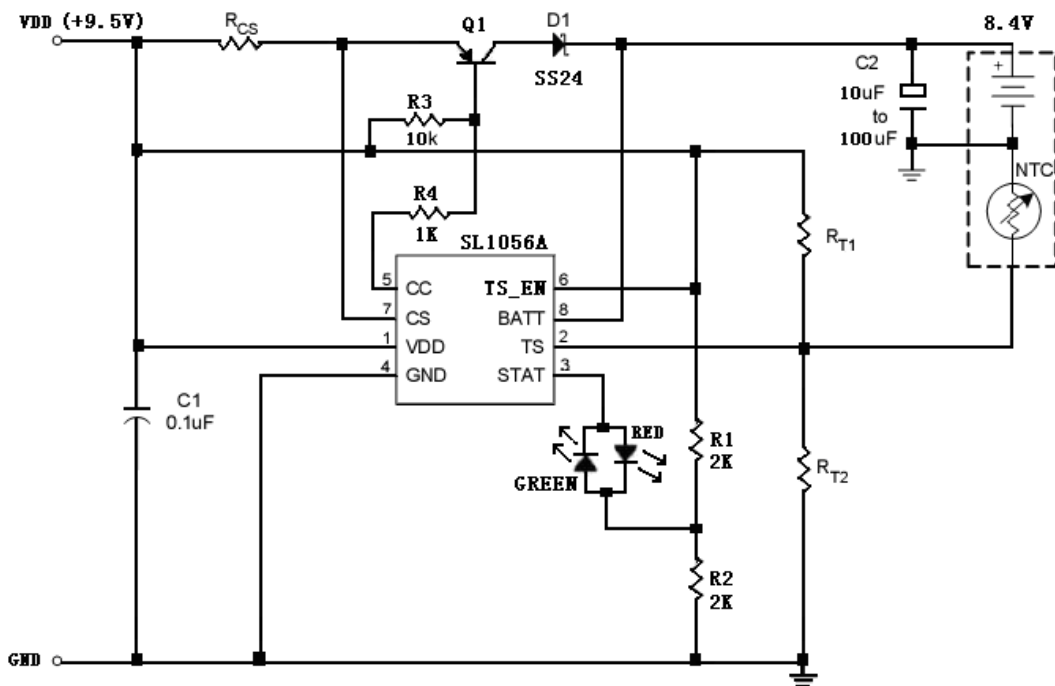 VDD (+9.5V)
RCS
Q1
D1
8.4V
SS24
C2
10uF
to
100uF
+
R3
10k
NTC
R4
1K
SL1056A
RT1
5 CC TS_EN 6
7 CS BATT 8
1 VDD TS 2
4 GND STAT 3
C1
0.1uF
RED
GREEN
R1
2K
RT2
R2
2K
GND